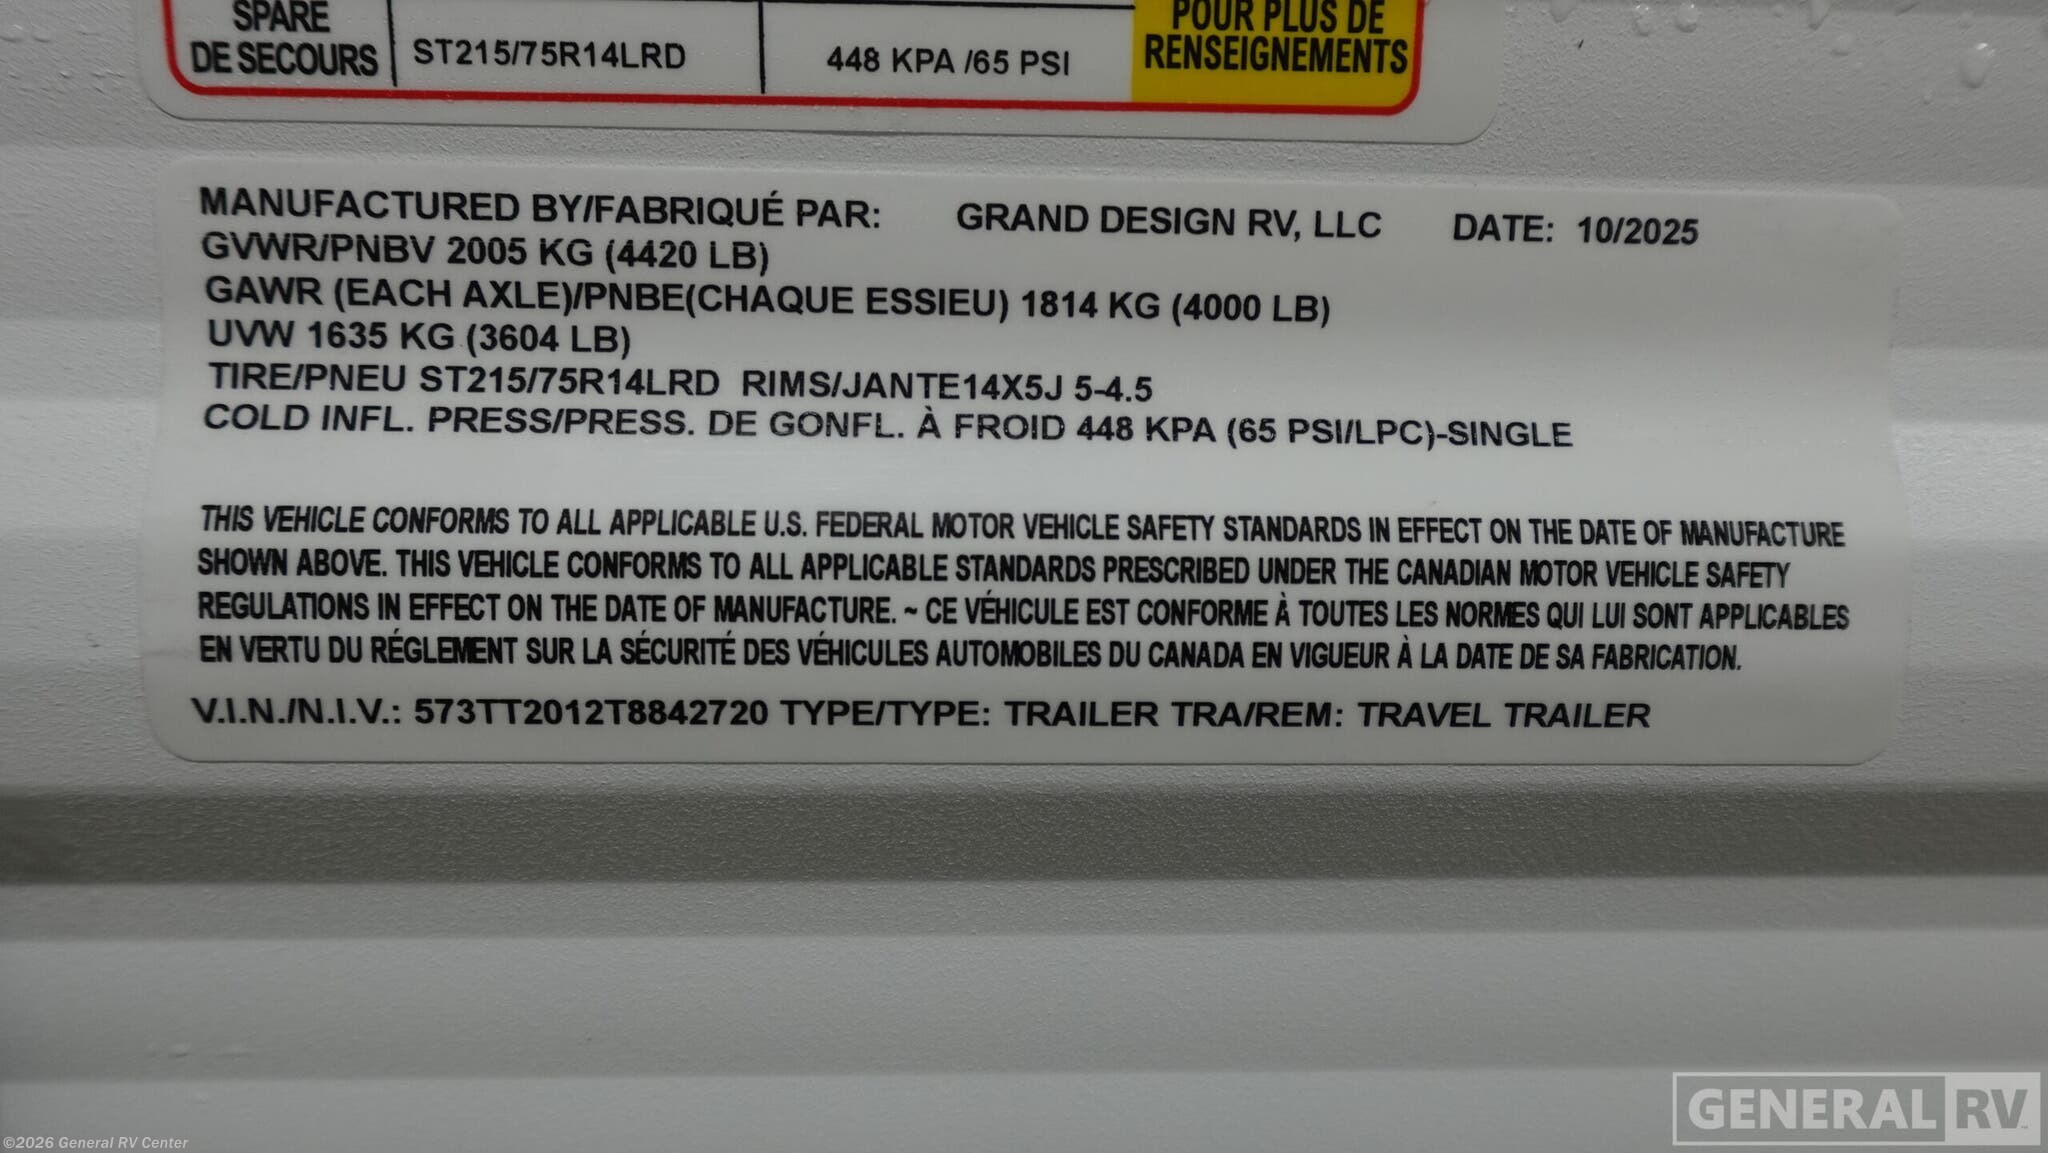 SPARE
DE SECOURS
ST215/75R14LRD
448 KPA /65 PSI
POUR PLUS DE
RENSEIGNEMENTS
MANUFACTURED BY/FABRIQUÉ PAR: GRAND DESIGN RV, LLC DATE: 10/2025
GVWR/PNBV 2005 KG (4420 LB)
GAWR (EACH AXLE)/PNBE(CHAQUE ESSIEU) 1814 KG (4000 LB)
UVW 1635 KG (3604 LB)
TIRE/PNEU ST215/75R14LRD RIMS/JANTE14X5J 5-4.5
COLD INFL. PRESS/PRESS. DE GONFL. À FROID 448 KPA (65 PSI/LPC)-SINGLE
THIS VEHICLE CONFORMS TO ALL APPLICABLE U.S. FEDERAL MOTOR VEHICLE SAFETY STANDARDS IN EFFECT ON THE DATE OF MANUFACTURE
SHOWN ABOVE. THIS VEHICLE CONFORMS TO ALL APPLICABLE STANDARDS PRESCRIBED UNDER THE CANADIAN MOTOR VEHICLE SAFETY
REGULATIONS IN EFFECT ON THE DATE OF MANUFACTURE. ~ CE VÉHICULE EST CONFORME À TOUTES LES NORMES QUI LUI SONT APPLICABLES
EN VERTU DU RÉGLEMENT SUR LA SÉCURITÉ DES VÉHICULES AUTOMOBILES DU CANADA EN VIGUEUR À LA DATE DE SA FABRICATION.
V.I.N./N.I.V.: 573TT2012T8842720 TYPE/TYPE: TRAILER TRA/REM: TRAVEL TRAILER
GENERAL RV
©2026 General RV Center